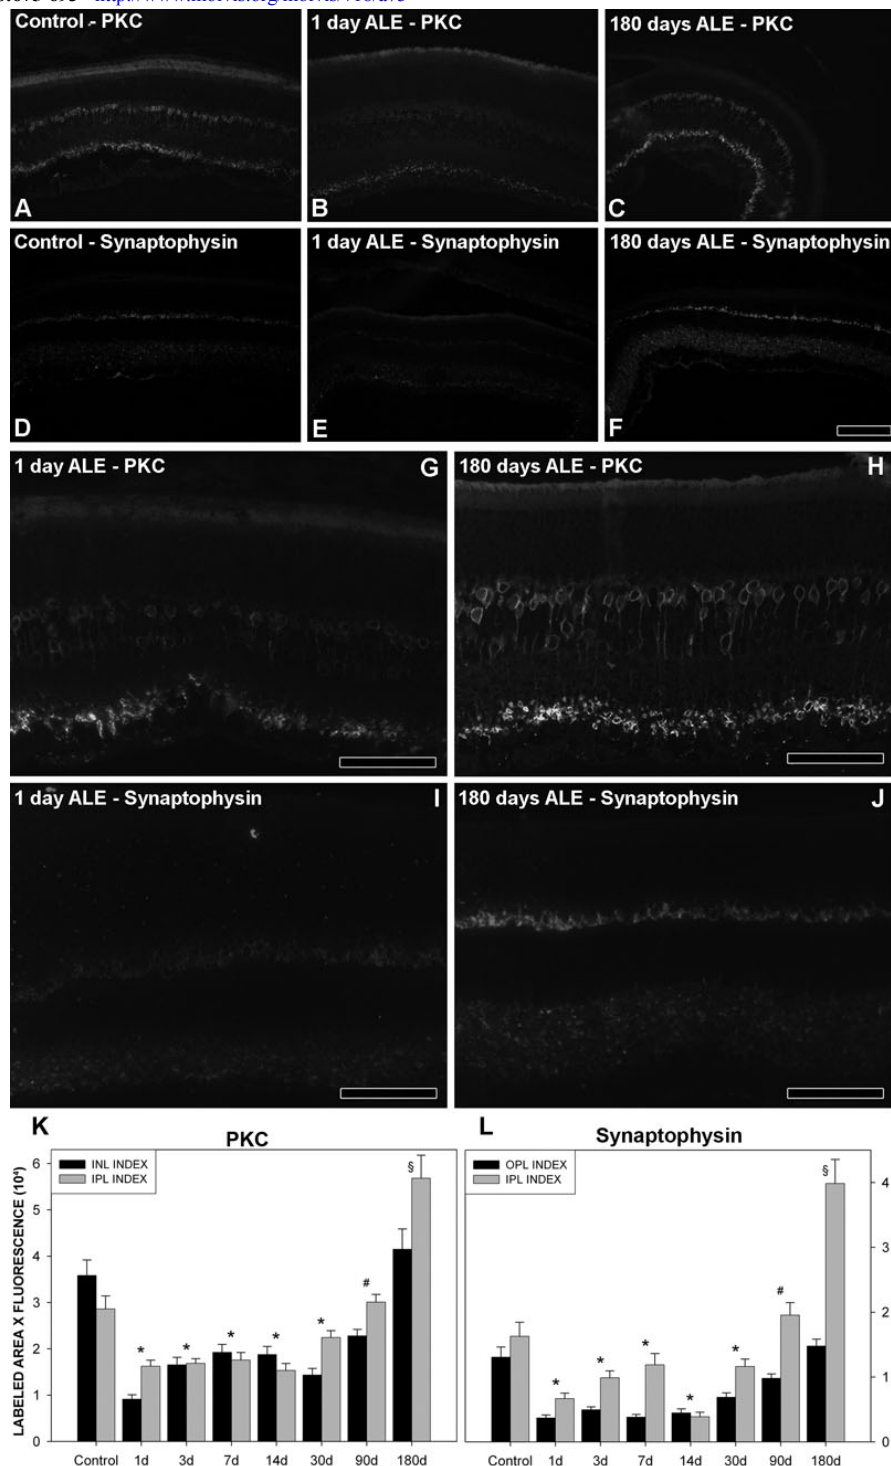 Control - PKC
1 day ALE - PKC
180 days ALE - PKC
A
B
C
Control - Synaptophysin
1 day ALE - Synaptophysin
180 days ALE - Synaptophysin
D
E
F
1 day ALE - PKC
G
180 days ALE - PKC
H
1 day ALE - Synaptophysin
I
180 days ALE - Synaptophysin
J
K
PKC
INL INDEX
IPL INDEX
LABELED AREA X FLUORESCENCE (10⁴)
6
5
4
3
2
1
0
* * * * * # §
Control 1d 3d 7d 14d 30d 90d 180d
L
Synaptophysin
OPL INDEX
IPL INDEX
4
3
2
1
0
* * * * * # §
Control 1d 3d 7d 14d 30d 90d 180d